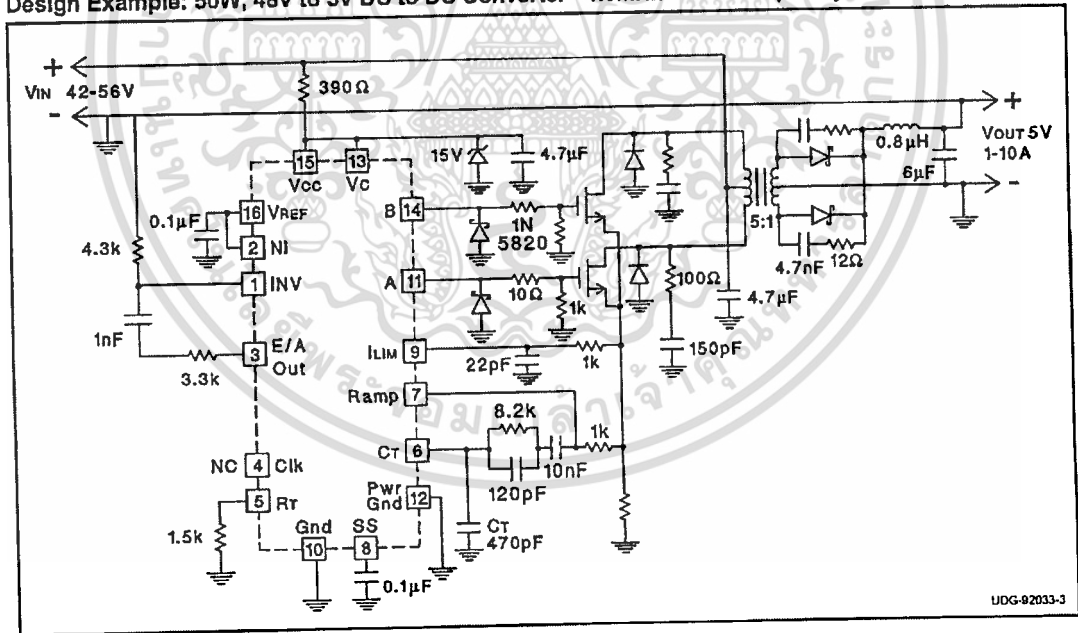 Design Example: 50W, 48V to 5V DC to DC Converter -
+
VIN 42-56V
-
390Ω
+
VOUT 5V
1-10A
-
0.8µH
6µF
15
VCC
13
VC
15V
4.7µF
5:1
16
VREF
0.1µF
2
NI
4.3k
1
INV
B 14
1N
5820
A 11
10Ω
1k
100Ω
4.7nF
12Ω
4.7µF
1nF
3
E/A
Out
3.3k
ILIM 9
22pF
1k
150pF
Ramp 7
8.2k
CT 6
10nF
1k
120pF
NC 4 Clk
5 RT
1.5k
Pwr
Gnd 12
CT
470pF
Gnd
10
SS
8
0.1µF
UDG-92033-3